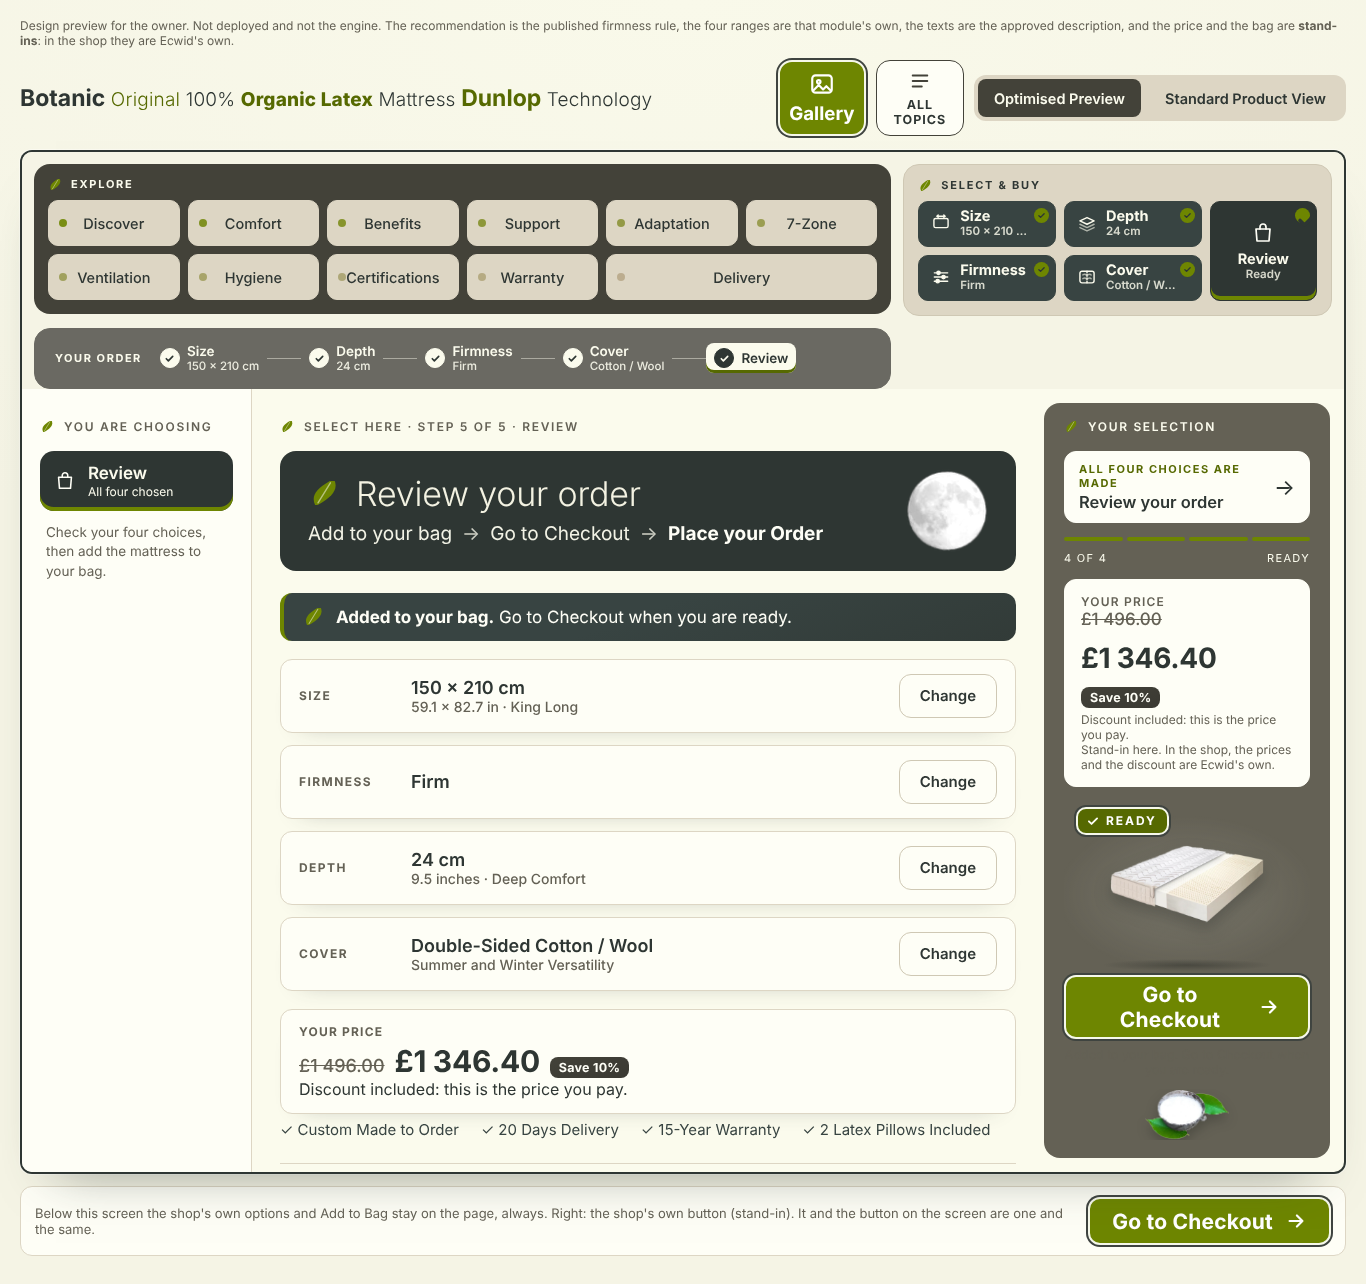 Design preview for the owner. Not deployed and not the engine. The recommendation is the published firmness rule, the four ranges are that module's own, the texts are the approved description, and the price and the bag are stand-
ins: in the shop they are Ecwid's own.
Botanic Original 100% Organic Latex Mattress Dunlop Technology
Gallery
ALL
TOPICS
Optimised Preview
Standard Product View
EXPLORE
Discover
Comfort
Benefits
Support
Adaptation
7-Zone
Ventilation
Hygiene
Certifications
Warranty
Delivery
SELECT & BUY
Size
150 × 210 ...
Depth
24 cm
Firmness
Firm
Cover
Cotton / W...
Review
Ready
YOUR ORDER
Size
150 × 210 cm
Depth
24 cm
Firmness
Firm
Cover
Cotton / Wool
Review
YOU ARE CHOOSING
Review
All four chosen
Check your four choices,
then add the mattress to
your bag.
SELECT HERE · STEP 5 OF 5 · REVIEW
Review your order
Add to your bag → Go to Checkout → Place your Order
Added to your bag. Go to Checkout when you are ready.
SIZE
150 × 210 cm
59.1 × 82.7 in · King Long
Change
FIRMNESS
Firm
Change
DEPTH
24 cm
9.5 inches · Deep Comfort
Change
COVER
Double-Sided Cotton / Wool
Summer and Winter Versatility
Change
YOUR PRICE
£1 496.00 £1 346.40 Save 10%
Discount included: this is the price you pay.
✓ Custom Made to Order ✓ 20 Days Delivery ✓ 15-Year Warranty ✓ 2 Latex Pillows Included
YOUR SELECTION
ALL FOUR CHOICES ARE
MADE
Review your order →
4 OF 4
READY
YOUR PRICE
£1 496.00
£1 346.40
Save 10%
Discount included: this is the price
you pay.
Stand-in here. In the shop, the prices
and the discount are Ecwid's own.
✓ READY
Go to
Checkout →
Below this screen the shop's own options and Add to Bag stay on the page, always. Right: the shop's own button (stand-in). It and the button on the screen are one and
the same.
Go to Checkout →